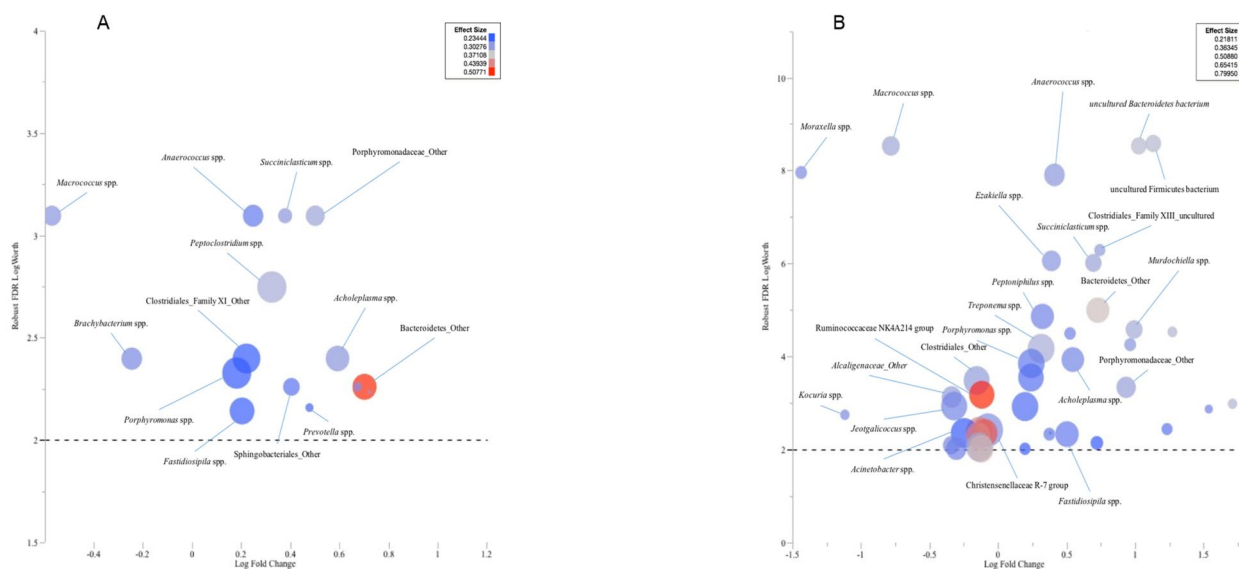 A
4
3.5
3
2.5
2
1.5
Robust FDR LogWorth
-0.4
-0.2
0
0.2
0.4
0.6
0.8
1
1.2
Log Fold Change
Effect Size
0.23444
0.30276
0.37108
0.43939
0.50771
Macrococcus spp.
Anaerococcus spp.
Succiniclasticum spp.
Porphyromonadaceae_Other
Peptoclostridium spp.
Clostridiales_Family XI_Other
Acholeplasma spp.
Brachybacterium spp.
Bacteroidetes_Other
Porphyromonas spp.
Prevotella spp.
Sphingobacteriales_Other
Fastidiosipila spp.
B
10
8
6
4
2
0
Robust FDR LogWorth
-1.5
-1
-0.5
0
0.5
1
1.5
Log Fold Change
Effect Size
0.21811
0.36345
0.50880
0.65415
0.79950
Macrococcus spp.
Anaerococcus spp.
uncultured Bacteroidetes bacterium
Moraxella spp.
uncultured Firmicutes bacterium
Ezakiella spp.
Clostridiales_Family XIII_uncultured
Succiniclasticum spp.
Murdochiella spp.
Peptoniphilus spp.
Bacteroidetes_Other
Treponema spp.
Ruminoccaceae NK4A214 group
Porphyromonas spp.
Clostridiales_Other
Porphyromonadaceae_Other
Alcaligenaceae_Other
Kocuria spp.
Acholeplasma spp.
Jeotgalicoccus spp.
Acinetobacter spp.
Christensenellaceae R-7 group
Fastidiosipila spp.